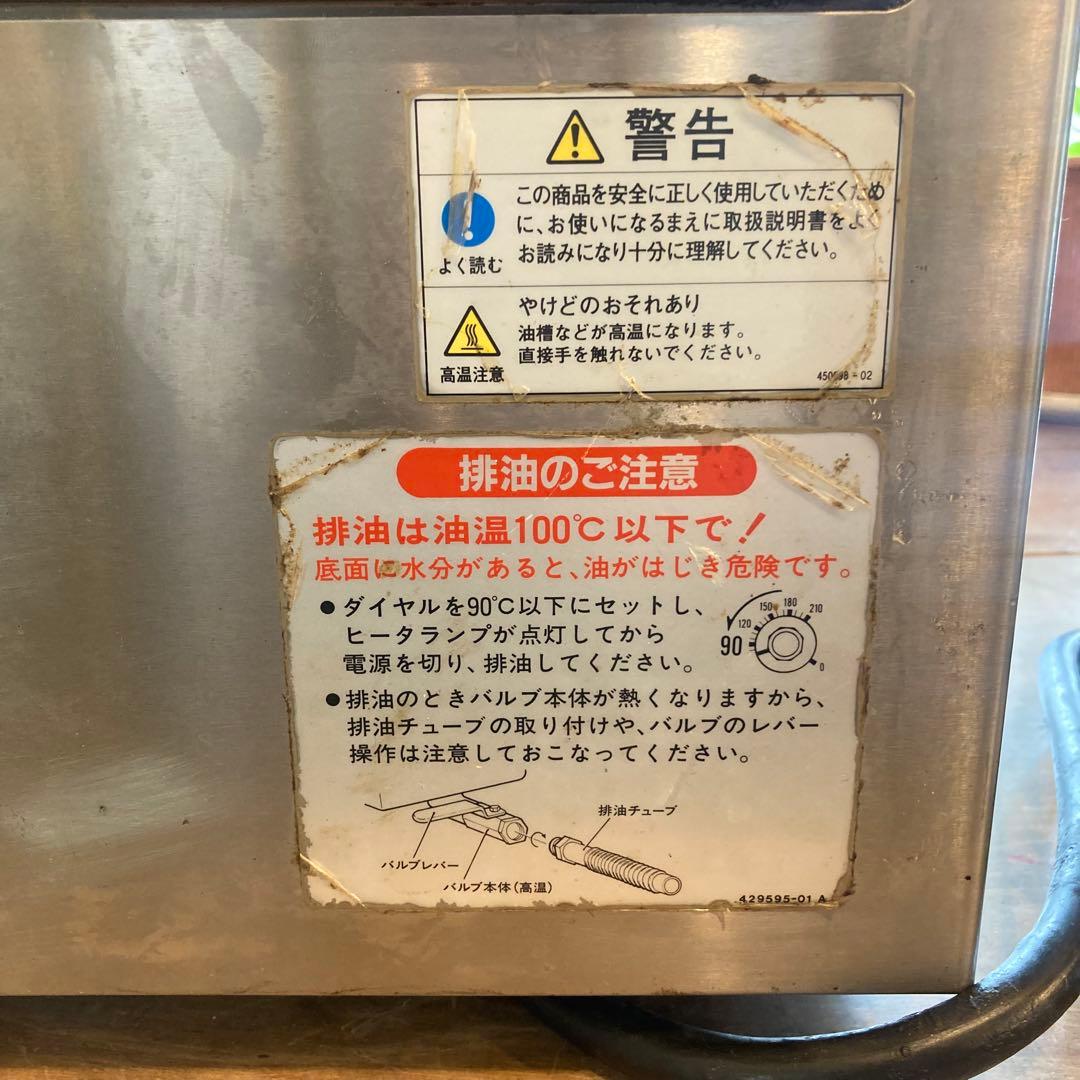 警告
この商品を安全に正しく使用していただくため
に、お使いになるまえに取扱説明書をよく
お読みになり十分に理解してください。
よく読む
やけどのおそれあり
油槽などが高温になります。
直接手を触れないでください。
高温注意
排油のご注意
排油は油温100℃以下で!
底面に水分があると、油がはじき危険です。
●ダイヤルを90℃以下にセットし、
ヒータランプが点灯してから
電源を切り、排油してください。
90
120
150
180
210
0
●排油のときバルブ本体が熱くなりますから、
排油チューブの取り付けや、バルブのレバー
操作は注意しておこなってください。
排油チューブ
バルブレバー
バルブ本体(高温)
429595-01 A